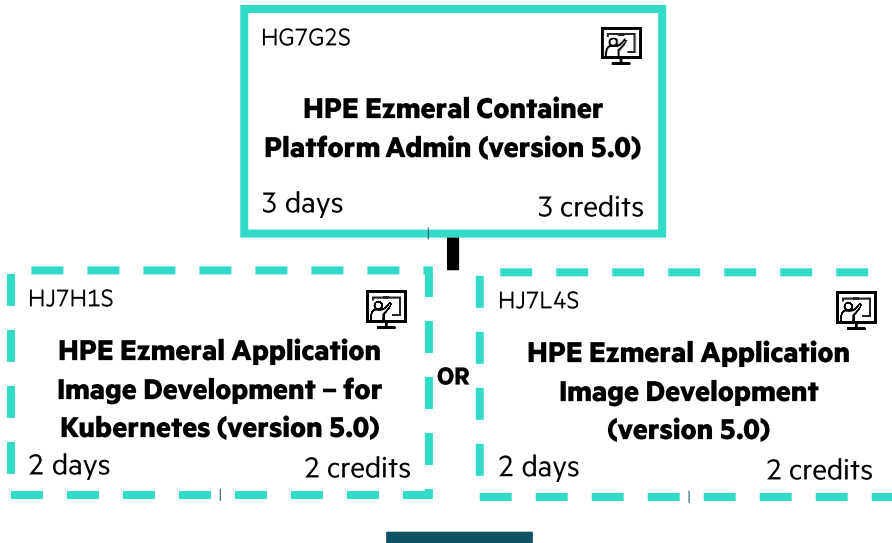 HG7G2S
HPE Ezmeral Container
Platform Admin (version 5.0)
3 days
3 credits
HJ7H1S
HPE Ezmeral Application
Image Development – for
Kubernetes (version 5.0)
2 days
2 credits
OR
HJ7L4S
HPE Ezmeral Application
Image Development
(version 5.0)
2 days
2 credits